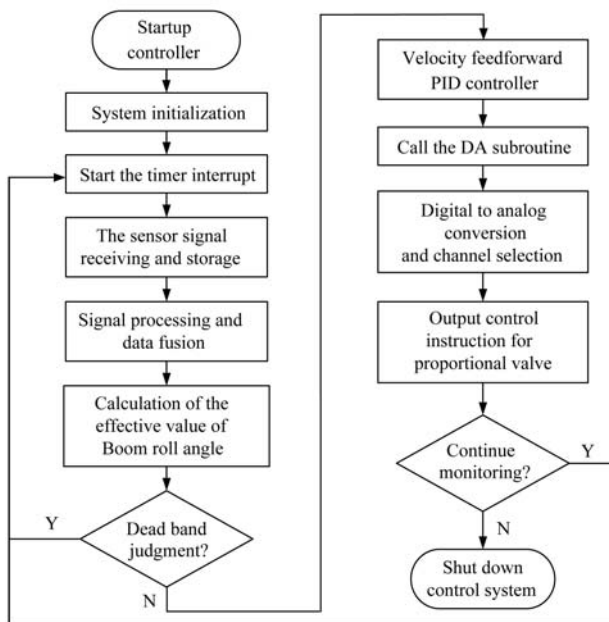 Startup
controller
System initialization
Start the timer interrupt
The sensor signal
receiving and storage
Signal processing and
data fusion
Calculation of the
effective value of
Boom roll angle
Dead band
judgment?
Y
N
Velocity feedforward
PID controller
Call the DA subroutine
Digital to analog
conversion
and channel selection
Output control
instruction for
proportional valve
Continue
monitoring?
Y
N
Shut down
control system